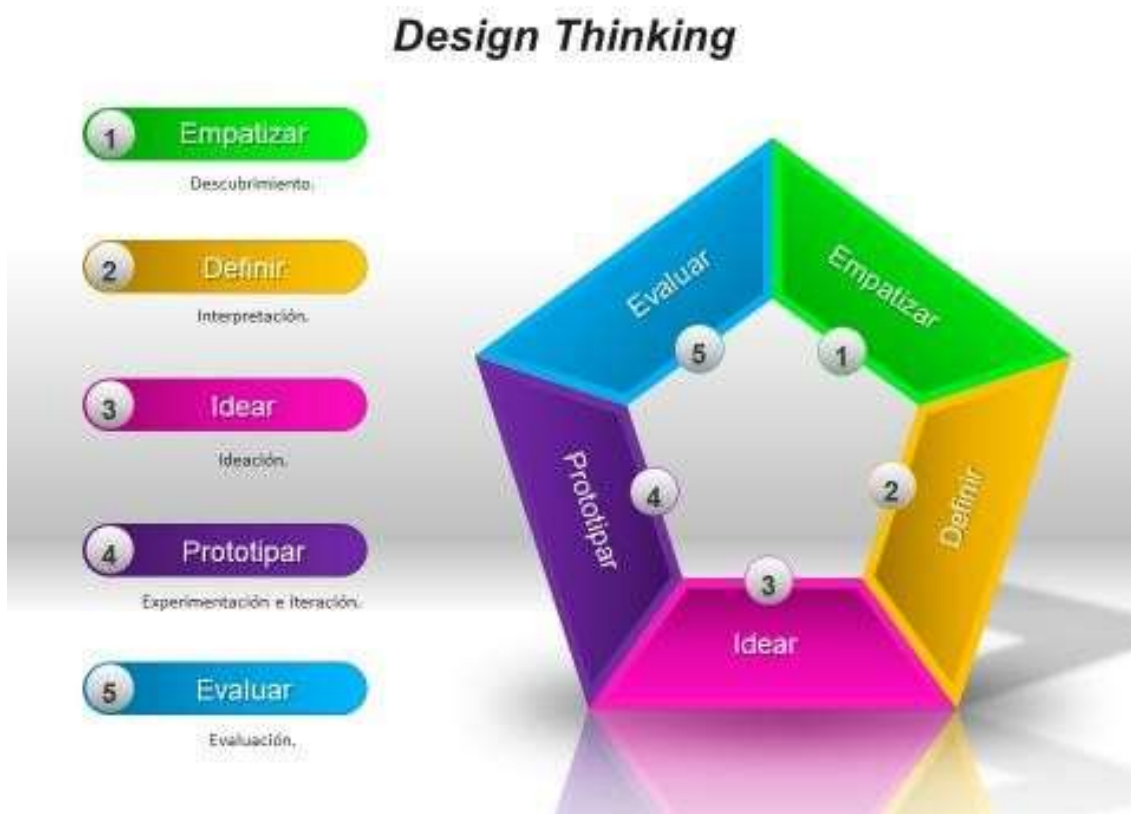 Design Thinking
1 Empatizar
Descubrimiento.
2 Definir
Interpretación.
3 Idear
Ideación.
4 Prototipar
Experimentación e Iteración.
5 Evaluar
Evaluación.
Evaluar
5
Empatizar
1
Definir
2
Idear
3
Prototipar
4